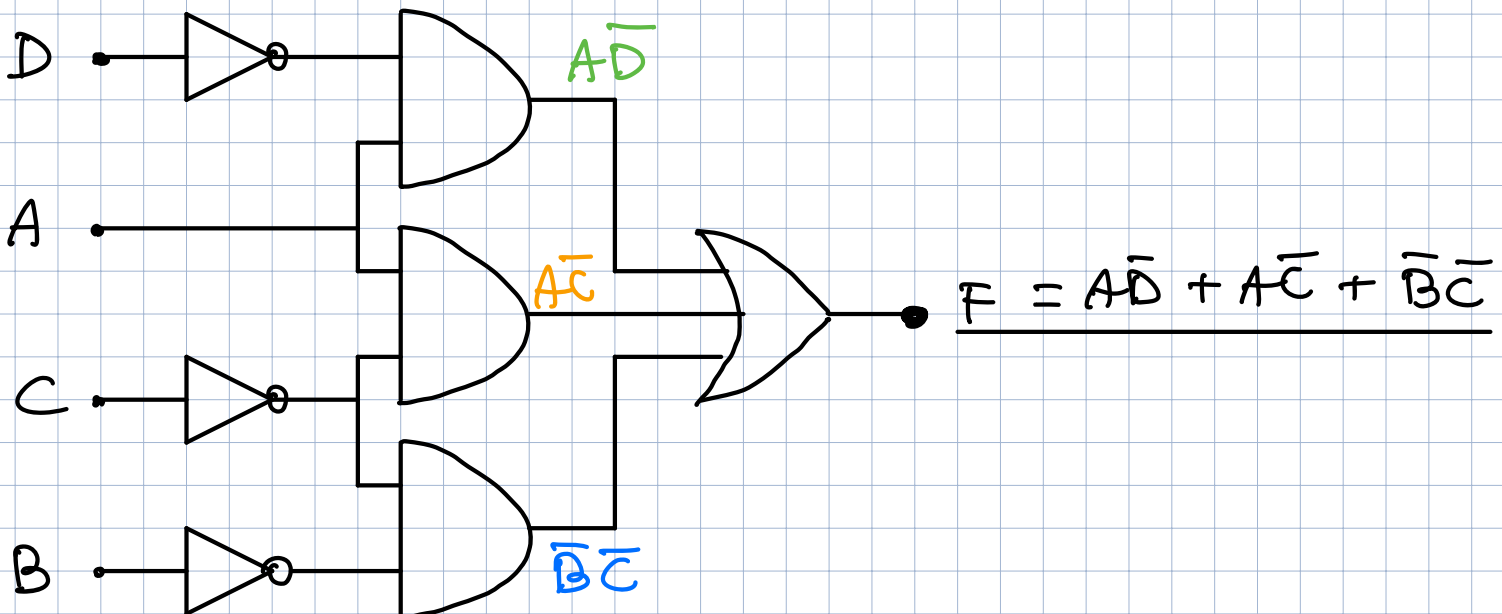 D
AD̅
A
AC̅
F = AD̅ + AC̅ + B̅C̅
C
B
B̅C̅